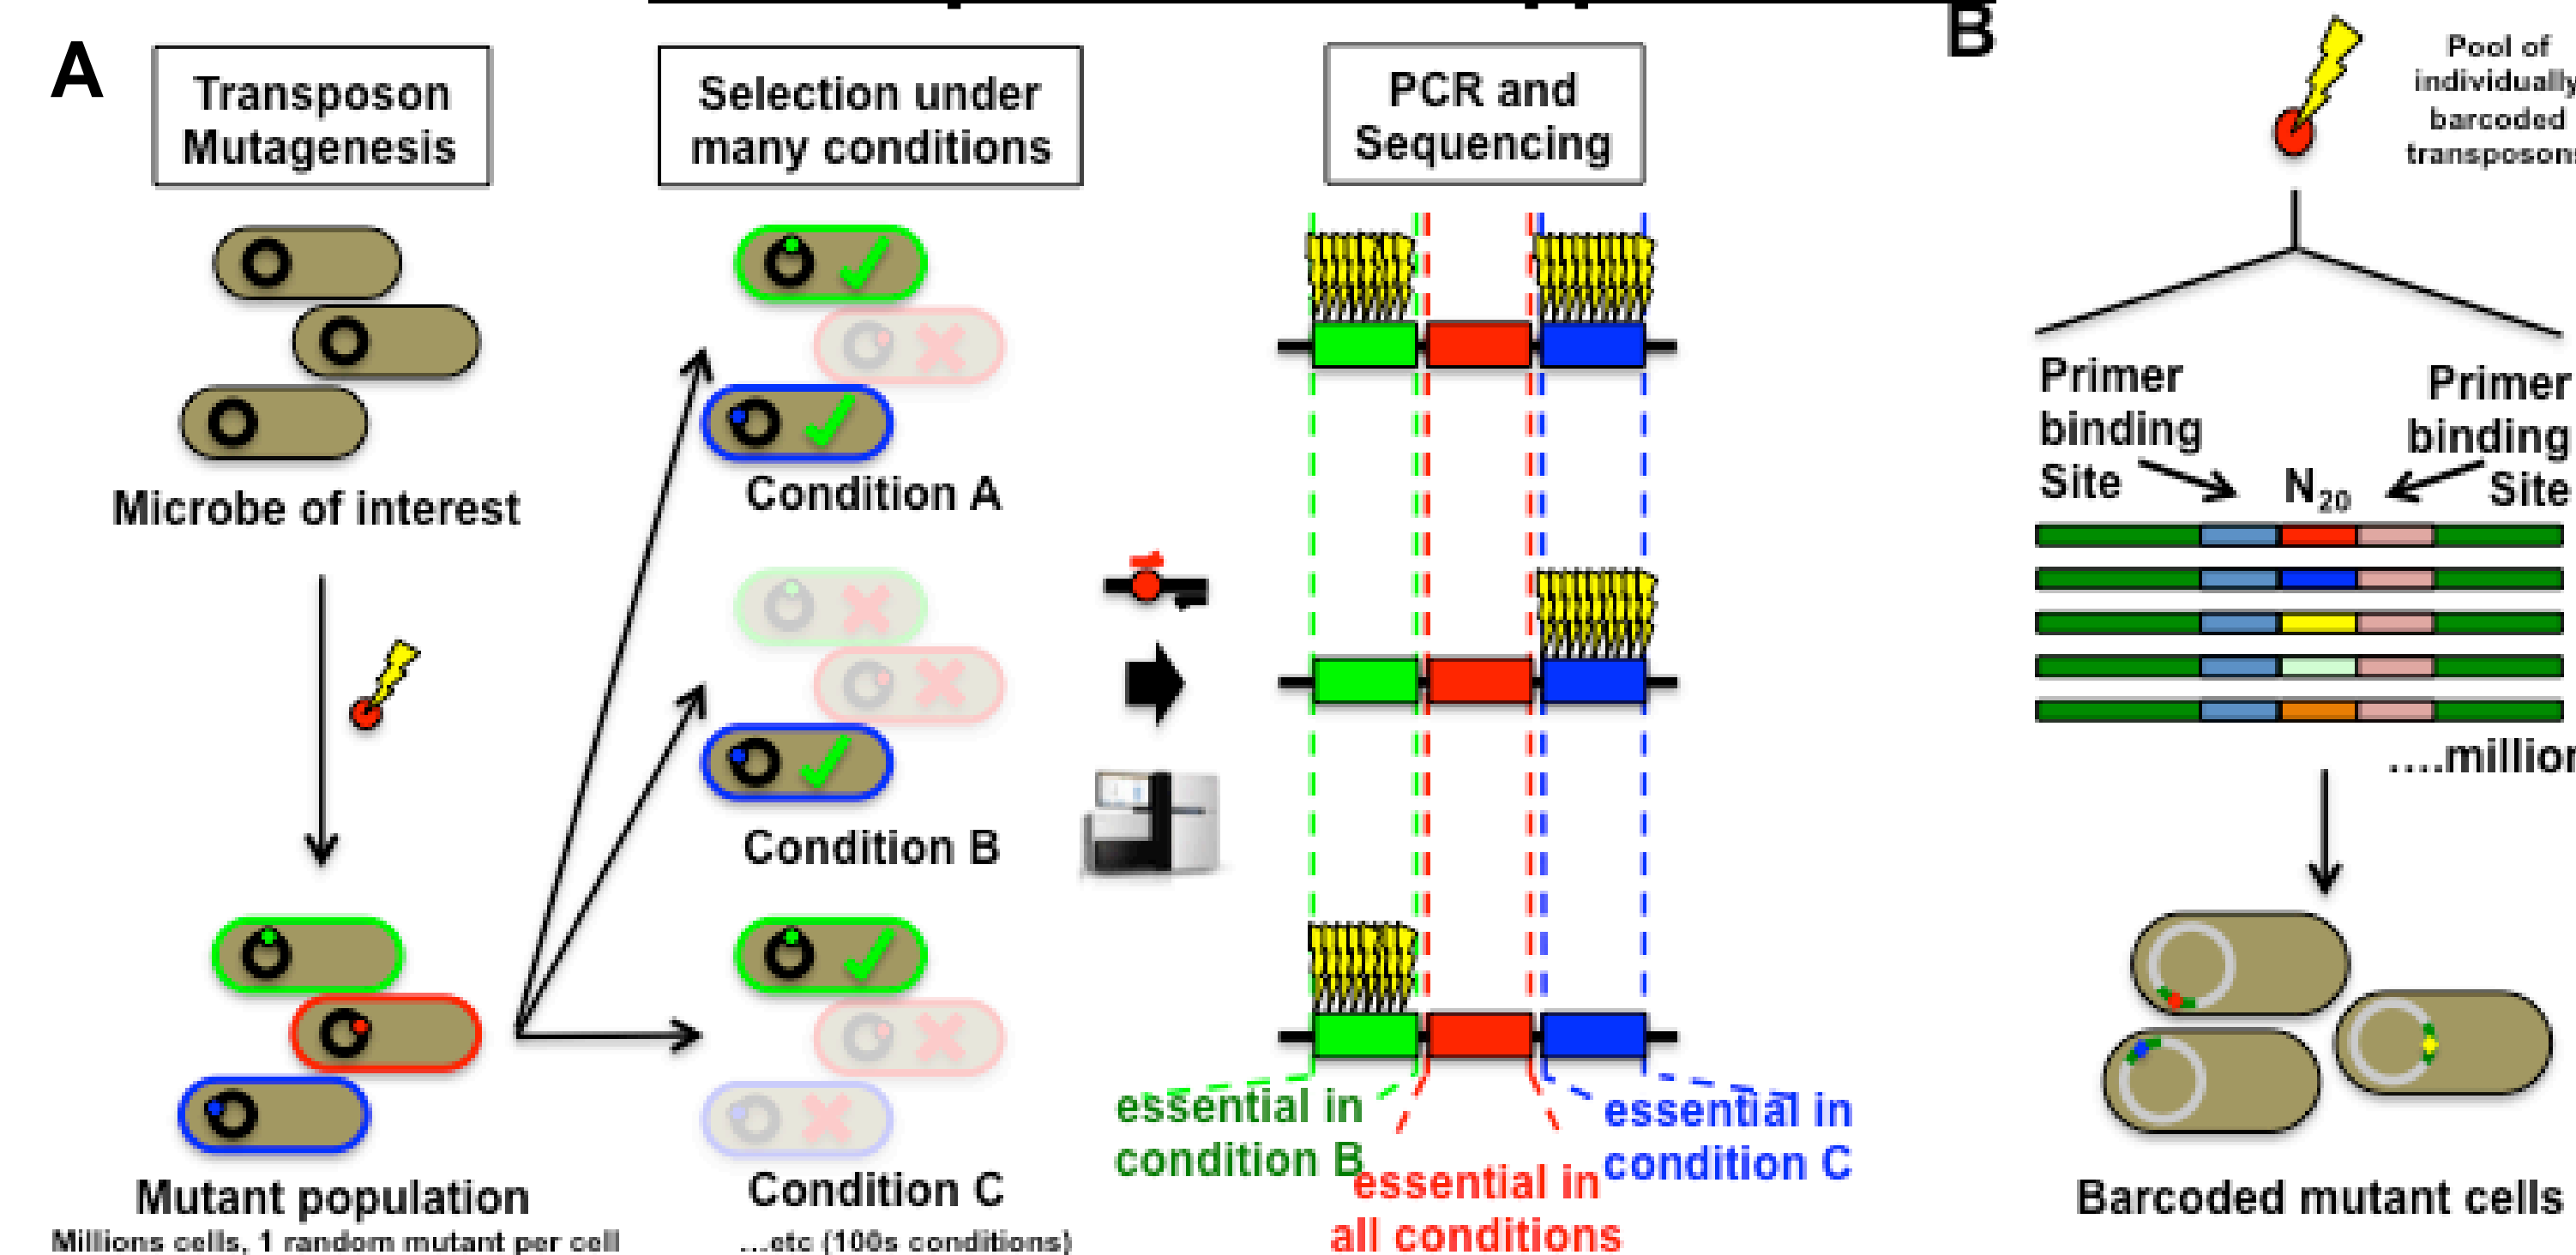 A
Transposon
Mutagenesis
Microbe of interest
Mutant population
Millions cells, 1 random mutant per cell
Selection under
many conditions
Condition A
Condition B
Condition C
...etc (100s conditions)
PCR and
Sequencing
essential in
condition B
essential in
all conditions
essential in
condition C
B
Pool of
individually
barcoded
transposons
Primer
binding
Site
N20
Primer
binding
Site
....million
Barcoded mutant cells